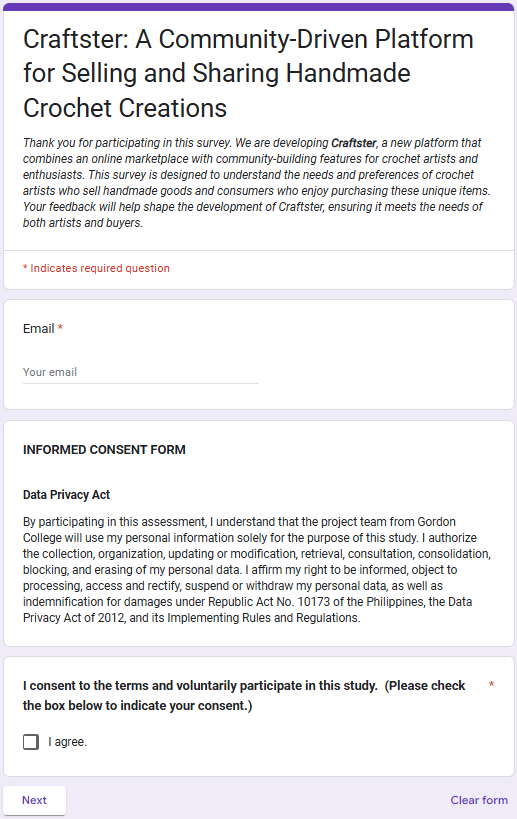 Craftster: A Community-Driven Platform
for Selling and Sharing Handmade
Crochet Creations
Thank you for participating in this survey. We are developing Craftster, a new platform that
combines an online marketplace with community-building features for crochet artists and
enthusiasts. This survey is designed to understand the needs and preferences of crochet
artists who sell handmade goods and consumers who enjoy purchasing these unique items.
Your feedback will help shape the development of Craftster, ensuring it meets the needs of
both artists and buyers.
* Indicates required question
Email *
Your email
INFORMED CONSENT FORM
Data Privacy Act
By participating in this assessment, I understand that the project team from Gordon
College will use my personal information solely for the purpose of this study. I authorize
the collection, organization, updating or modification, retrieval, consultation, consolidation,
blocking, and erasing of my personal data. I affirm my right to be informed, object to
processing, access and rectify, suspend or withdraw my personal data, as well as
indemnification for damages under Republic Act No. 10173 of the Philippines, the Data
Privacy Act of 2012, and its Implementing Rules and Regulations.
I consent to the terms and voluntarily participate in this study.  (Please check *
the box below to indicate your consent.)
I agree.
Next
Clear form